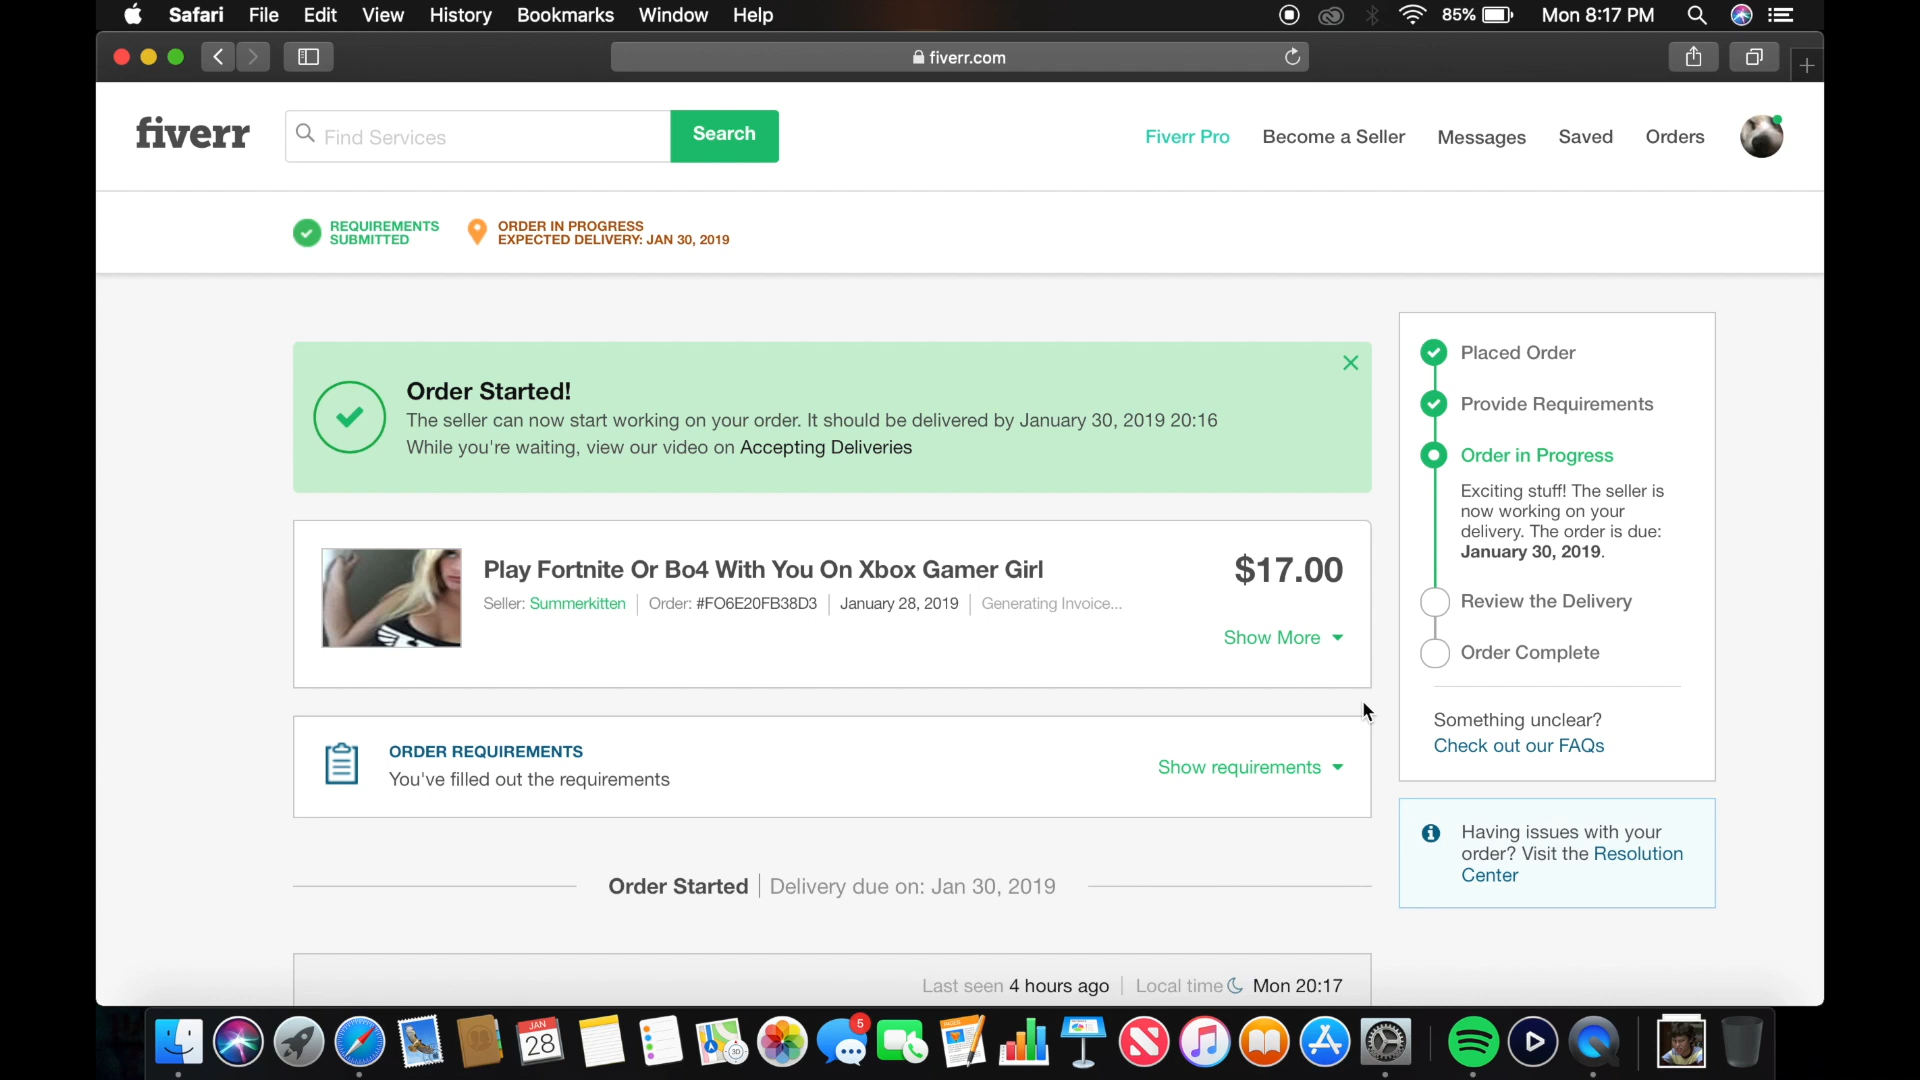 Safari File Edit View History Bookmarks Window Help 85% Mon 8:17 PM
fiverr.com
fiverr Find Services Search Fiverr Pro Become a Seller Messages Saved Orders
REQUIREMENTS
SUBMITTED
ORDER IN PROGRESS
EXPECTED DELIVERY: JAN 30, 2019
Order Started!
The seller can now start working on your order. It should be delivered by January 30, 2019 20:16
While you're waiting, view our video on Accepting Deliveries
Play Fortnite Or Bo4 With You On Xbox Gamer Girl $17.00
Seller: Summerkitten Order: #FO6E20FB38D3 January 28, 2019 Generating Invoice...
Show More
ORDER REQUIREMENTS
You've filled out the requirements
Show requirements
Order Started Delivery due on: Jan 30, 2019
Last seen 4 hours ago Local time Mon 20:17
Placed Order
Provide Requirements
Order in Progress
Exciting stuff! The seller is
now working on your
delivery. The order is due:
January 30, 2019.
Review the Delivery
Order Complete
Something unclear?
Check out our FAQs
Having issues with your
order? Visit the Resolution
Center
JAN
28
3D
5